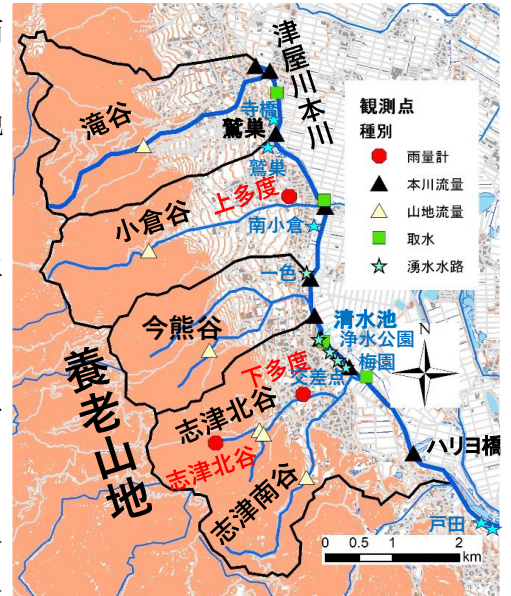 津屋川本川
観測点
種別
雨量計
本川流量
山地流量
取水
湧水水路
滝谷
寺橋
鷲巣
鷲巣
上多度
小倉谷
南小倉
一色
清水池
浄水公園
梅園
交差点
今熊谷
下多度
養老山地
志津北谷
志津北谷
志津南谷
ハリヨ橋
戸田
N
0 0.5 1 2
km